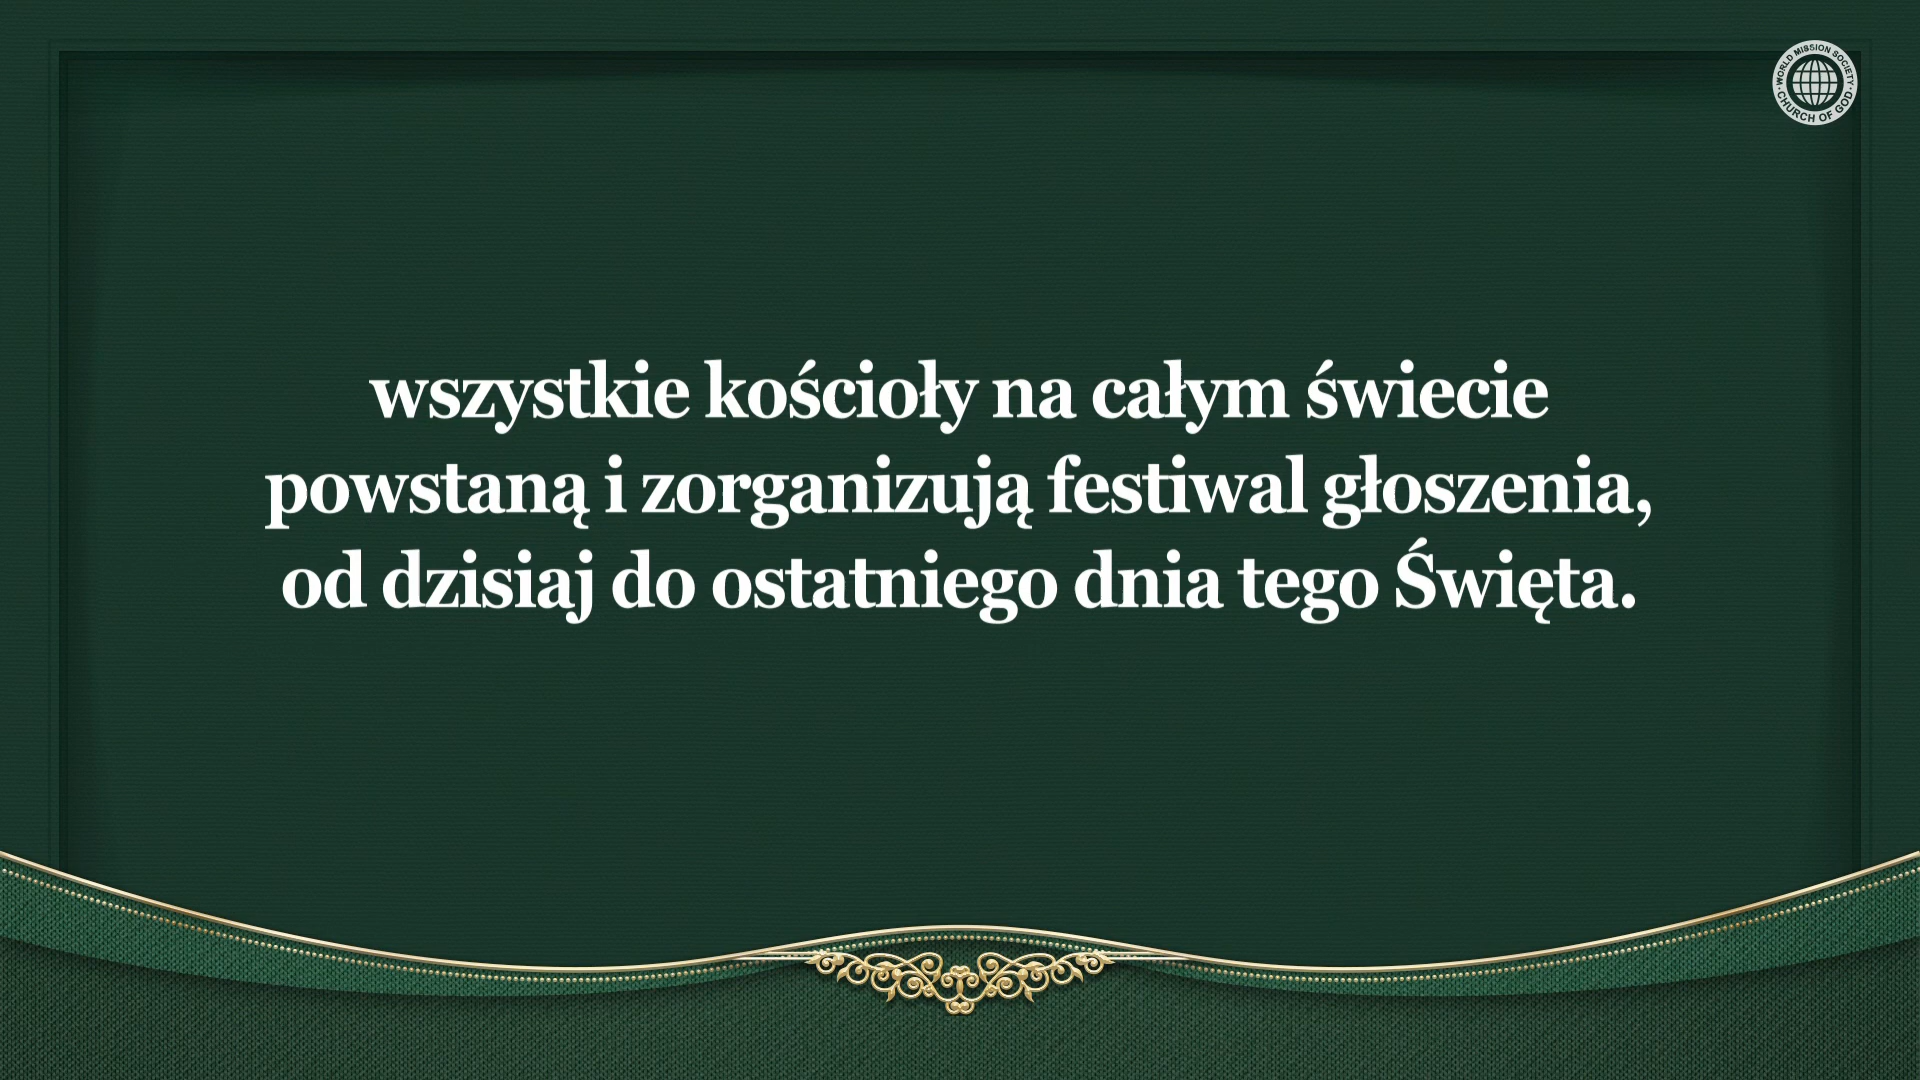 WORLD MISSION SOCIETY
CHURCH OF GOD
wszystkie kościoły na całym świecie
powstaną i zorganizują festiwal głoszenia,
od dzisiaj do ostatniego dnia tego Święta.